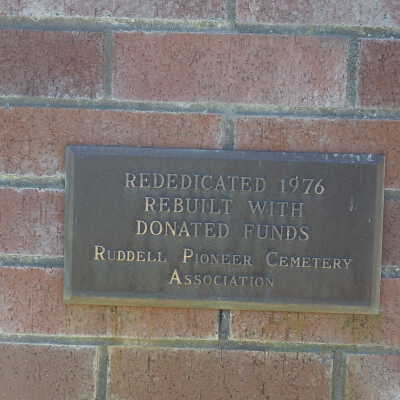 REDEDICATED 1976
REBUILT WITH
DONATED FUNDS
RUDDELL PIONEER CEMETERY
ASSOCIATION